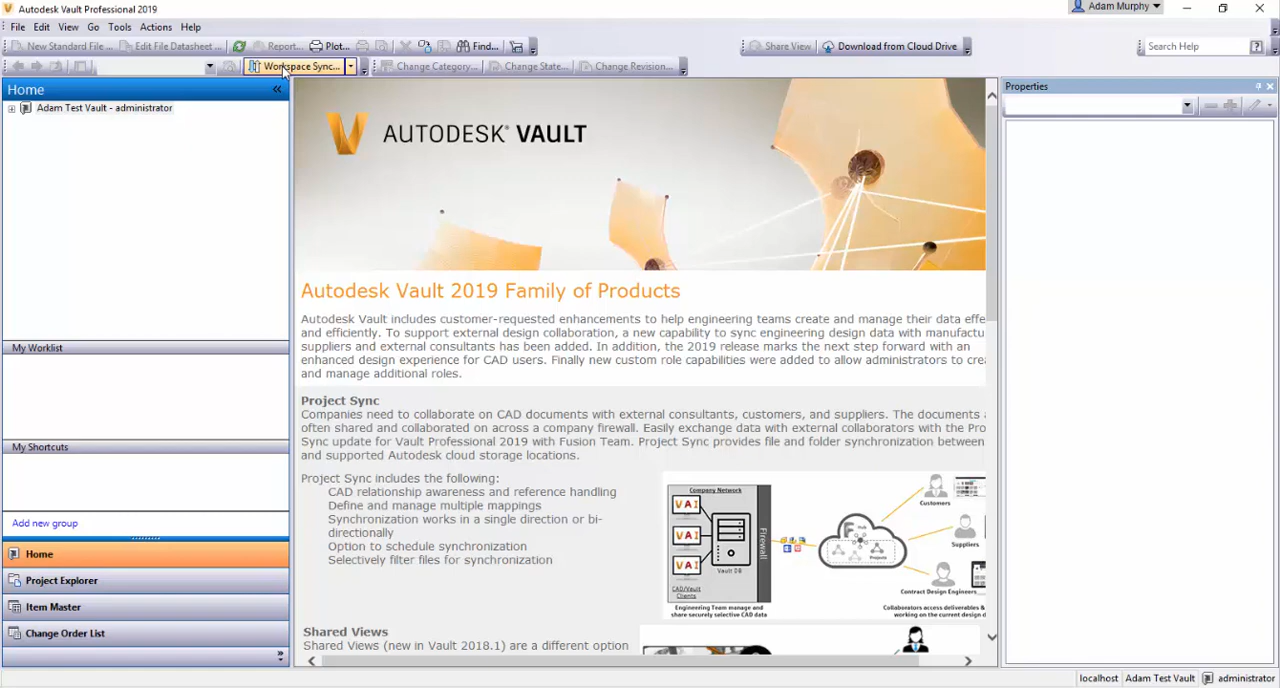 Autodesk Vault Professional 2019
Adam Murphy
File Edit View Go Tools Actions Help
New Standard File ... Edit File Datasheet ... Report... Plot... Find... Share View Download from Cloud Drive Search Help
Workspace Sync... Change Category... Change State... Change Revision...
Home
Adam Test Vault - administrator
My Worklist
My Shortcuts
Add new group
Home
Project Explorer
Item Master
Change Order List
AUTODESK® VAULT
Autodesk Vault 2019 Family of Products
Autodesk Vault includes customer-requested enhancements to help engineering teams create and manage their data effe
and efficiently. To support external design collaboration, a new capability to sync engineering design data with manufactu
suppliers and external consultants has been added. In addition, the 2019 release marks the next step forward with an
enhanced design experience for CAD users. Finally new custom role capabilities were added to allow administrators to crea
and manage additional roles.
Project Sync
Companies need to collaborate on CAD documents with external consultants, customers, and suppliers. The documents a
often shared and collaborated on across a company firewall. Easily exchange data with external collaborators with the Pro
Sync update for Vault Professional 2019 with Fusion Team. Project Sync provides file and folder synchronization between
and supported Autodesk cloud storage locations.
Project Sync includes the following:
CAD relationship awareness and reference handling
Define and manage multiple mappings
Synchronization works in a single direction or bi-
directionally
Option to schedule synchronization
Selectively filter files for synchronization
Company Network
VAI
VAI
VAI
Vault DB
CAD/Vault
Clients
Firewall
Hub
Projects
Customers
Suppliers
Contract Design Engineers
Engineering Team manage and
share securely selective CAD data
Collaborators access deliverables &
working on the current design da
Shared Views
Shared Views (new in Vault 2018.1) are a different option
Properties
localhost Adam Test Vault administrator